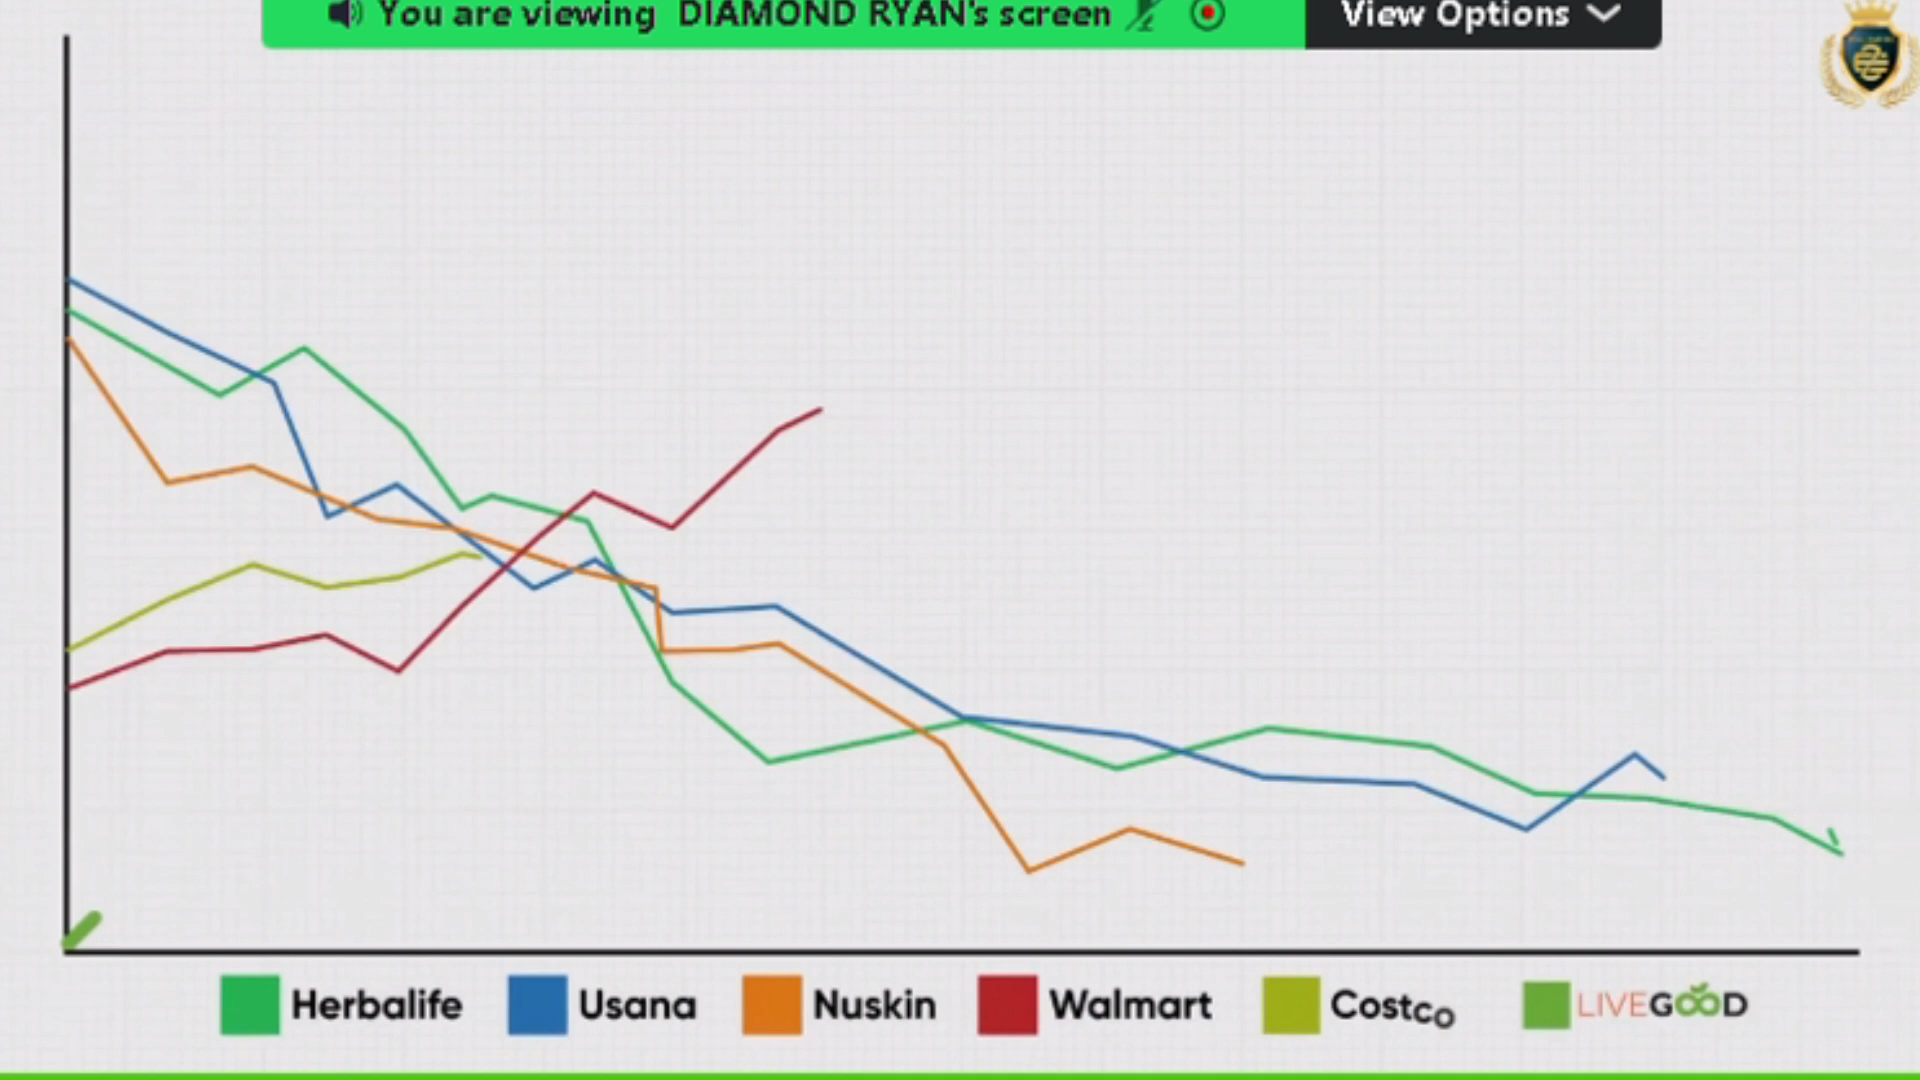 You are viewing DIAMOND RYAN's screen
View Options
Herbalife
Usana
Nuskin
Walmart
Costco
LIVEGOOD